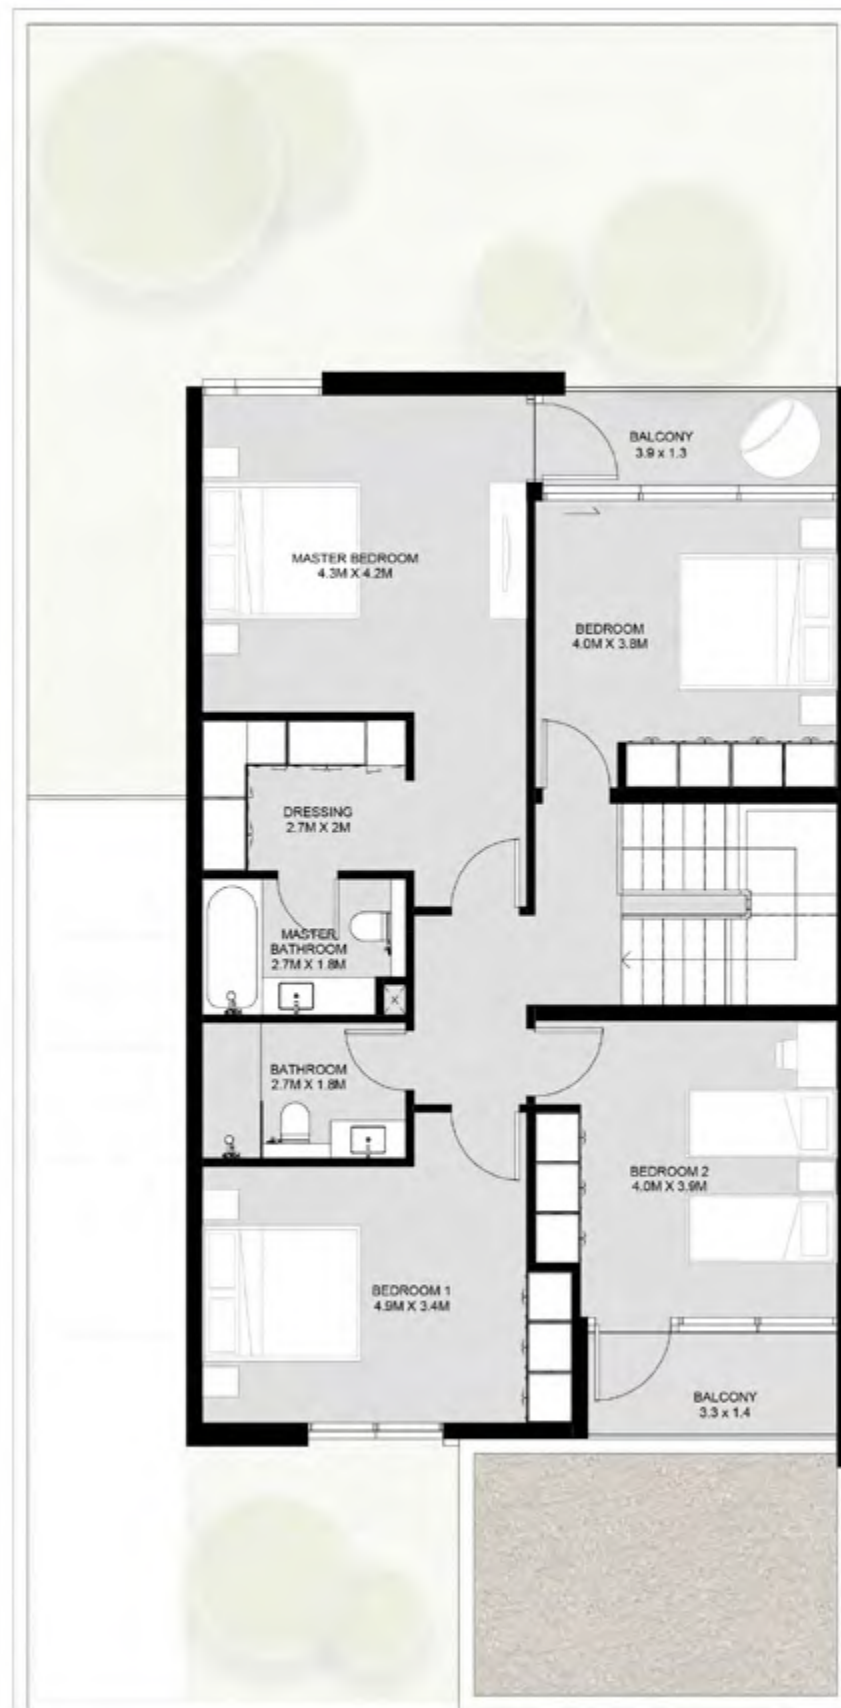 BALCONY
3.9 x 1.3
MASTER BEDROOM
4.3M X 4.2M
BEDROOM
4.0M X 3.8M
DRESSING
2.7M X 2M
MASTER
BATHROOM
2.7M X 1.8M
BATHROOM
2.7M X 1.8M
BEDROOM 2
4.0M X 3.9M
BEDROOM 1
4.9M X 3.4M
BALCONY
3.3 x 1.4